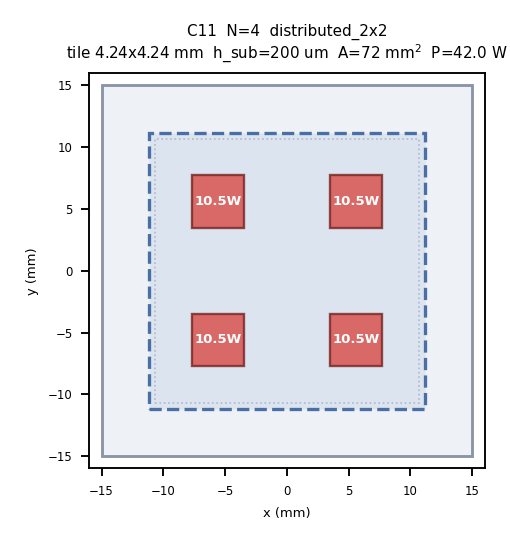 C11 N=4 distributed_2x2
tile 4.24x4.24 mm h_sub=200 um A=72 mm² P=42.0 W
15
10
5
0
−5
−10
−15
y (mm)
10.5W 10.5W
10.5W 10.5W
−15 −10 −5 0 5 10 15
x (mm)